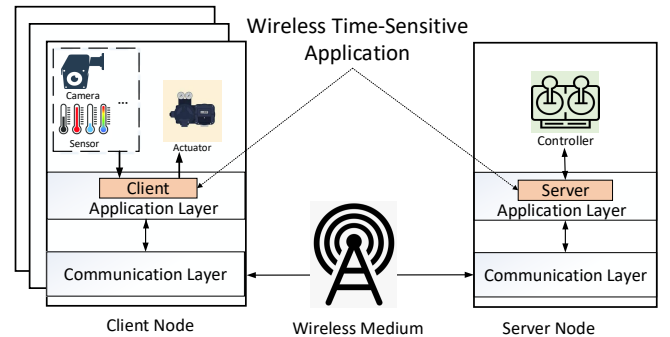 Wireless Time-Sensitive
Application
Camera
...
Sensor
Actuator
Client
Application Layer
Communication Layer
Client Node
Wireless Medium
Controller
Server
Application Layer
Communication Layer
Server Node